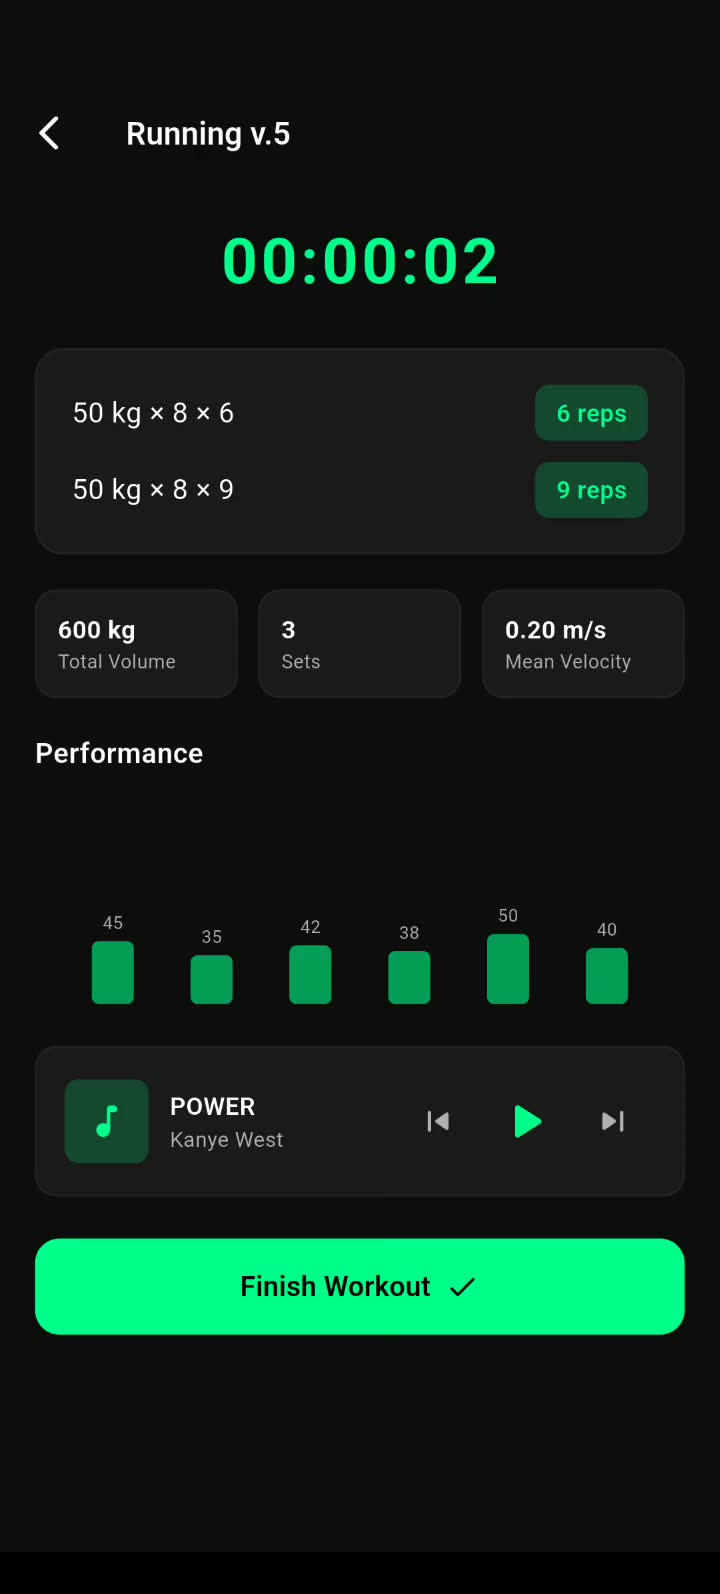 Running v.5
00:00:02
50 kg × 8 × 6
6 reps
50 kg × 8 × 9
9 reps
600 kg
Total Volume
3
Sets
0.20 m/s
Mean Velocity
Performance
45
35
42
38
50
40
POWER
Kanye West
Finish Workout